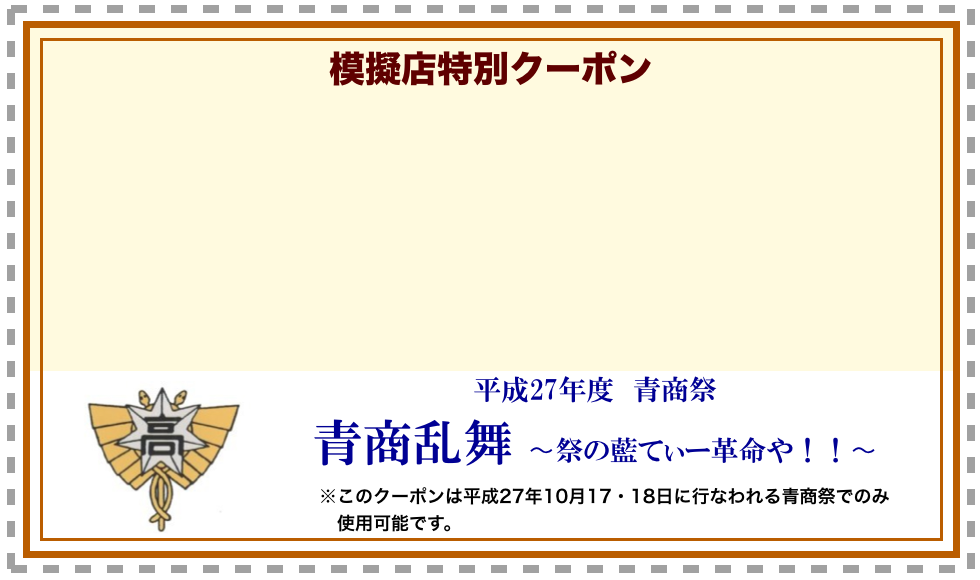 模擬店特別クーポン
平成27年度 青商祭
青商乱舞 ～祭の藍てぃー革命や！！～
高
※このクーポンは平成27年10月17・18日に行なわれる青商祭でのみ
使用可能です。